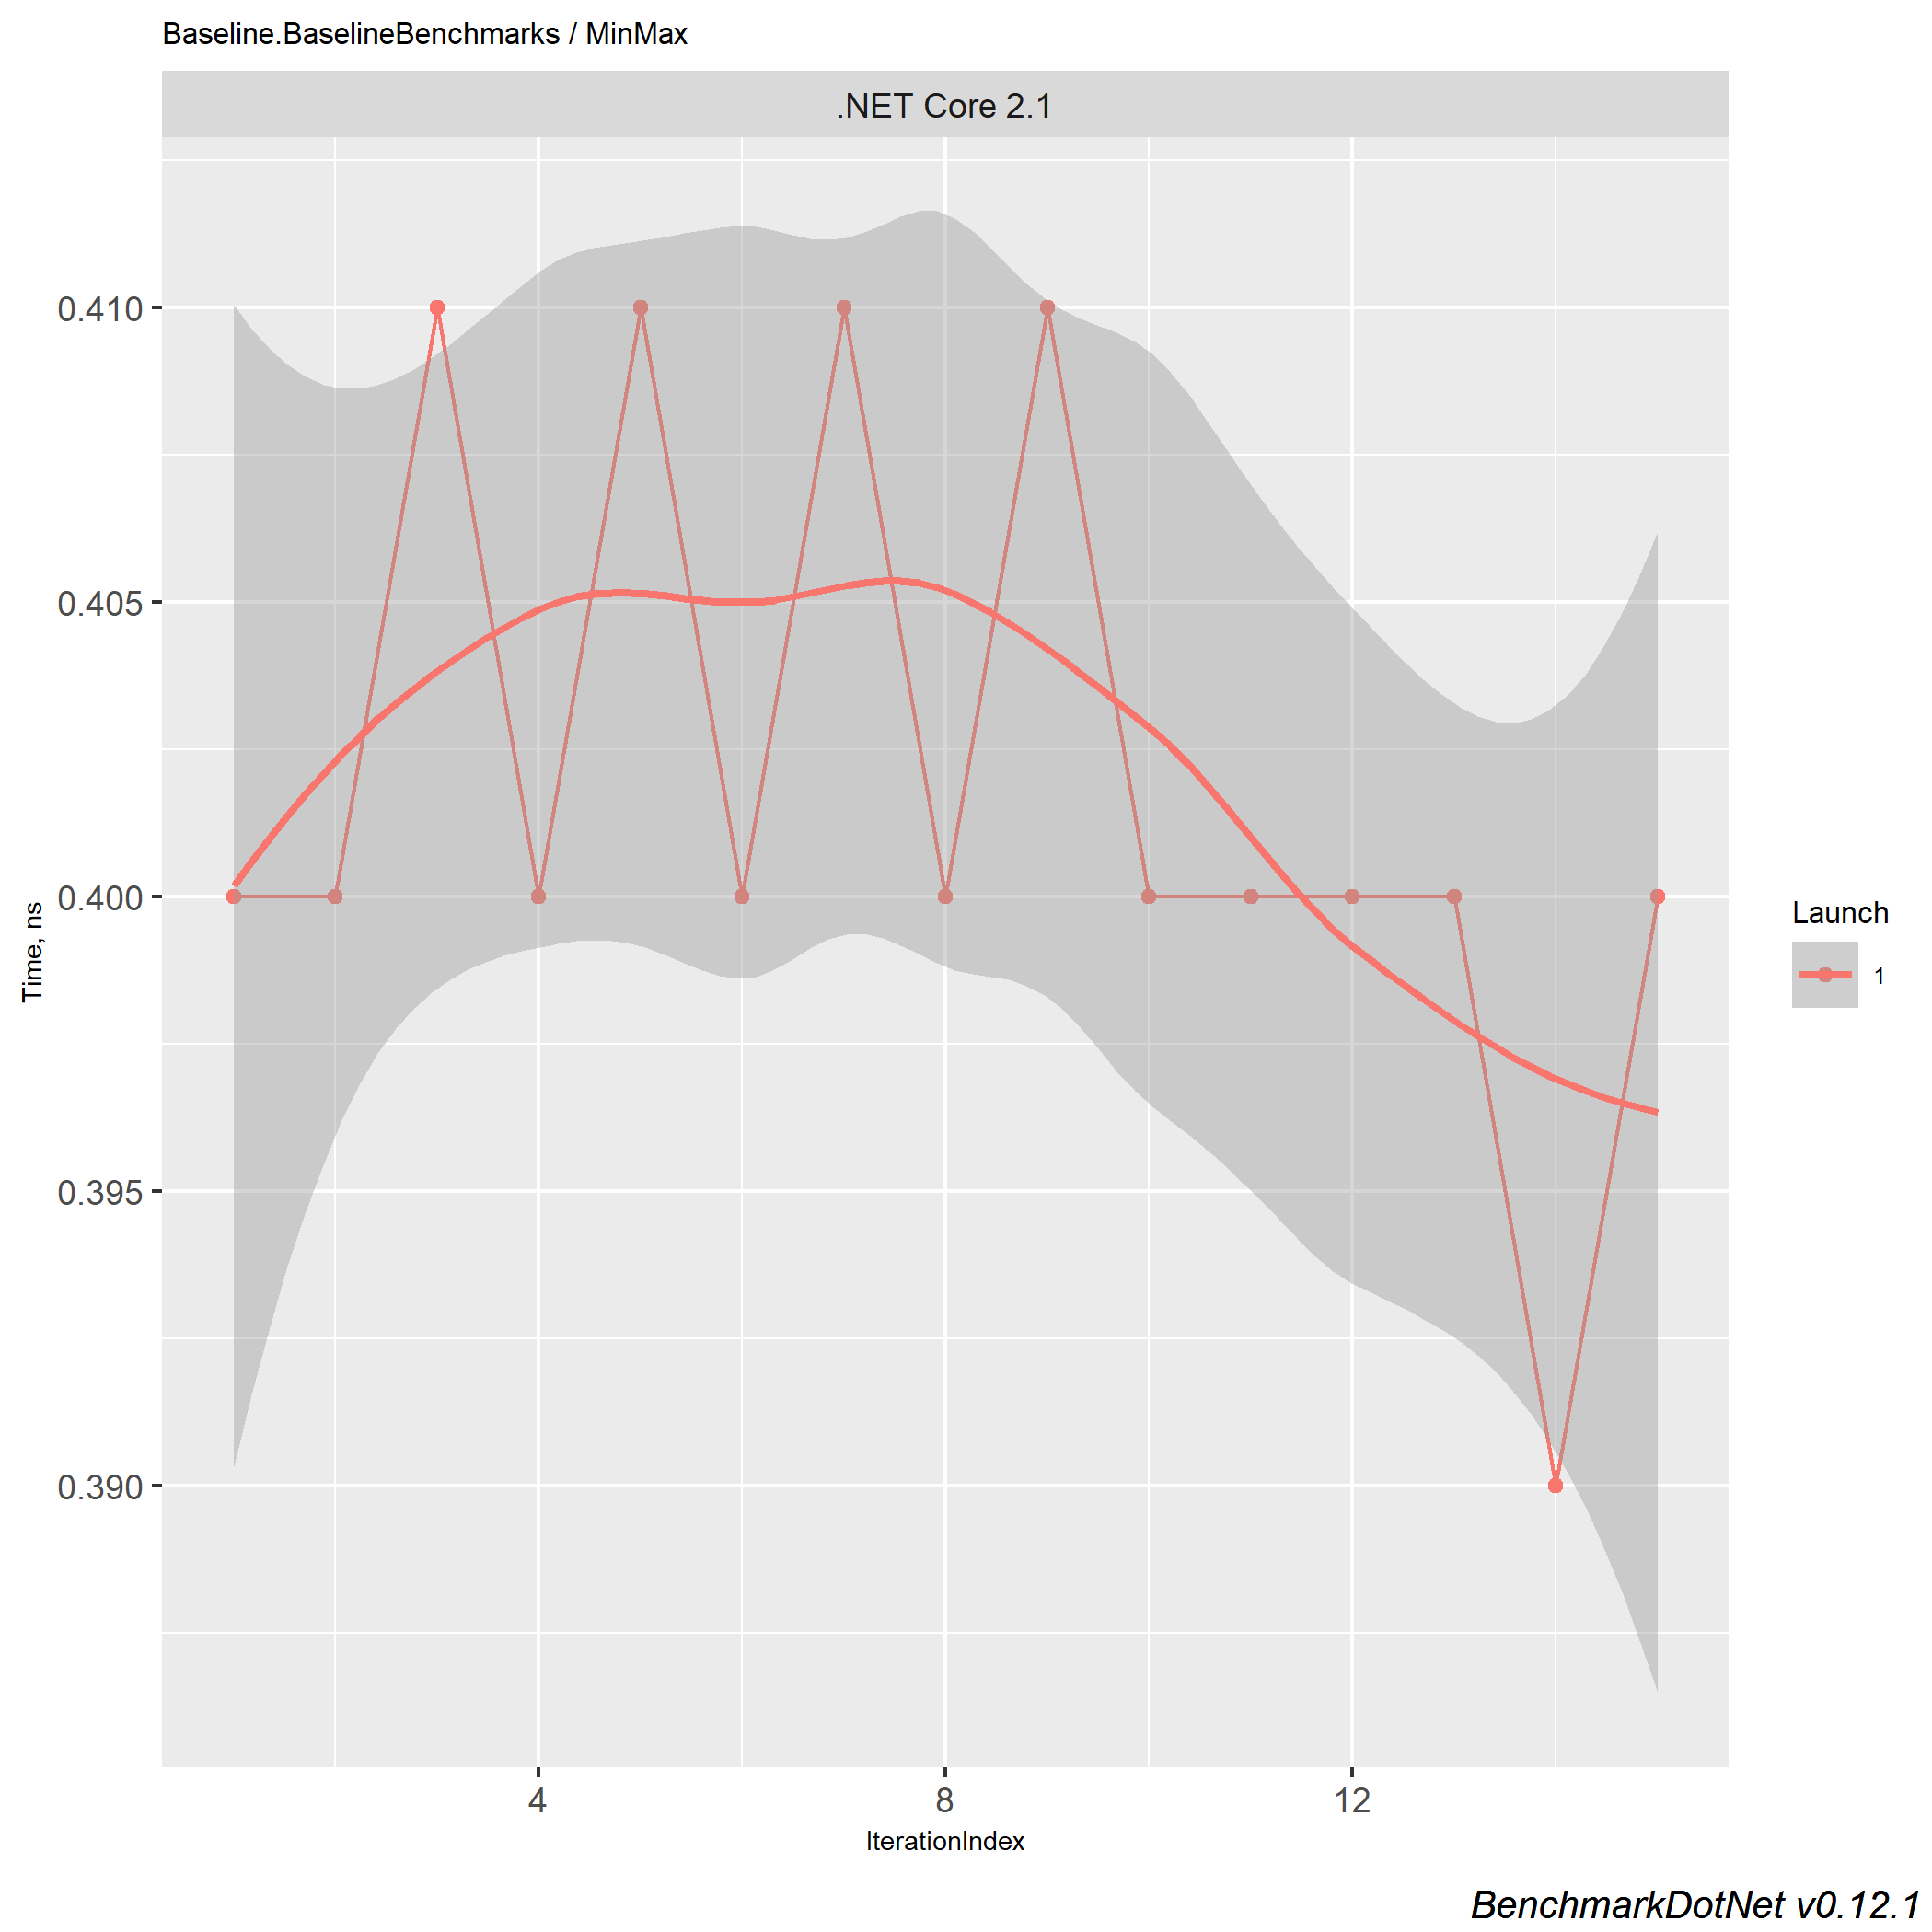 Baseline.BaselineBenchmarks / MinMax
.NET Core 2.1
0.410
0.405
0.400
0.395
0.390
Time, ns
4 8 12
IterationIndex
Launch
1
BenchmarkDotNet v0.12.1